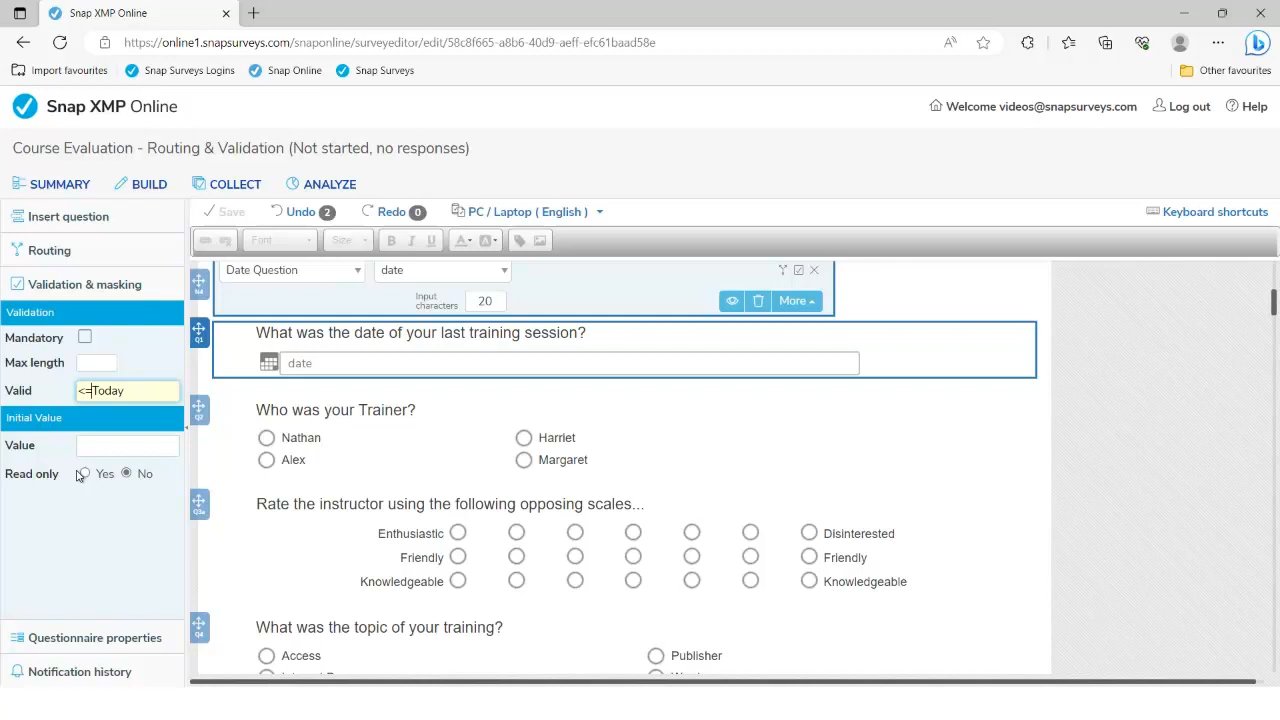 Snap XMP Online
https://online1.snapsurveys.com/snaponline/surveyeditor/edit/58c8f665-a8b6-40d9-aeff-efc61baad58e
Import favourites Snap Surveys Logins Snap Online Snap Surveys Other favourites
Snap XMP Online Welcome videos@snapsurveys.com Log out Help
Course Evaluation - Routing & Validation (Not started, no responses)
SUMMARY BUILD COLLECT ANALYZE
Insert question Save Undo 2 Redo 0 PC / Laptop ( English ) Keyboard shortcuts
Font Size B I U A A
Routing
Date Question date
N4
Validation & masking
Input characters 20 More
Validation
Mandatory
Q1 What was the date of your last training session?
Max length date
Valid <=Today
Q2 Who was your Trainer?
Initial Value
Nathan Harriet
Value
Alex Margaret
Read only Yes No
Q3a Rate the instructor using the following opposing scales...
Enthusiastic Disinterested
Friendly Friendly
Knowledgeable Knowledgeable
Q4 What was the topic of your training?
Questionnaire properties
Access Publisher
Notification history